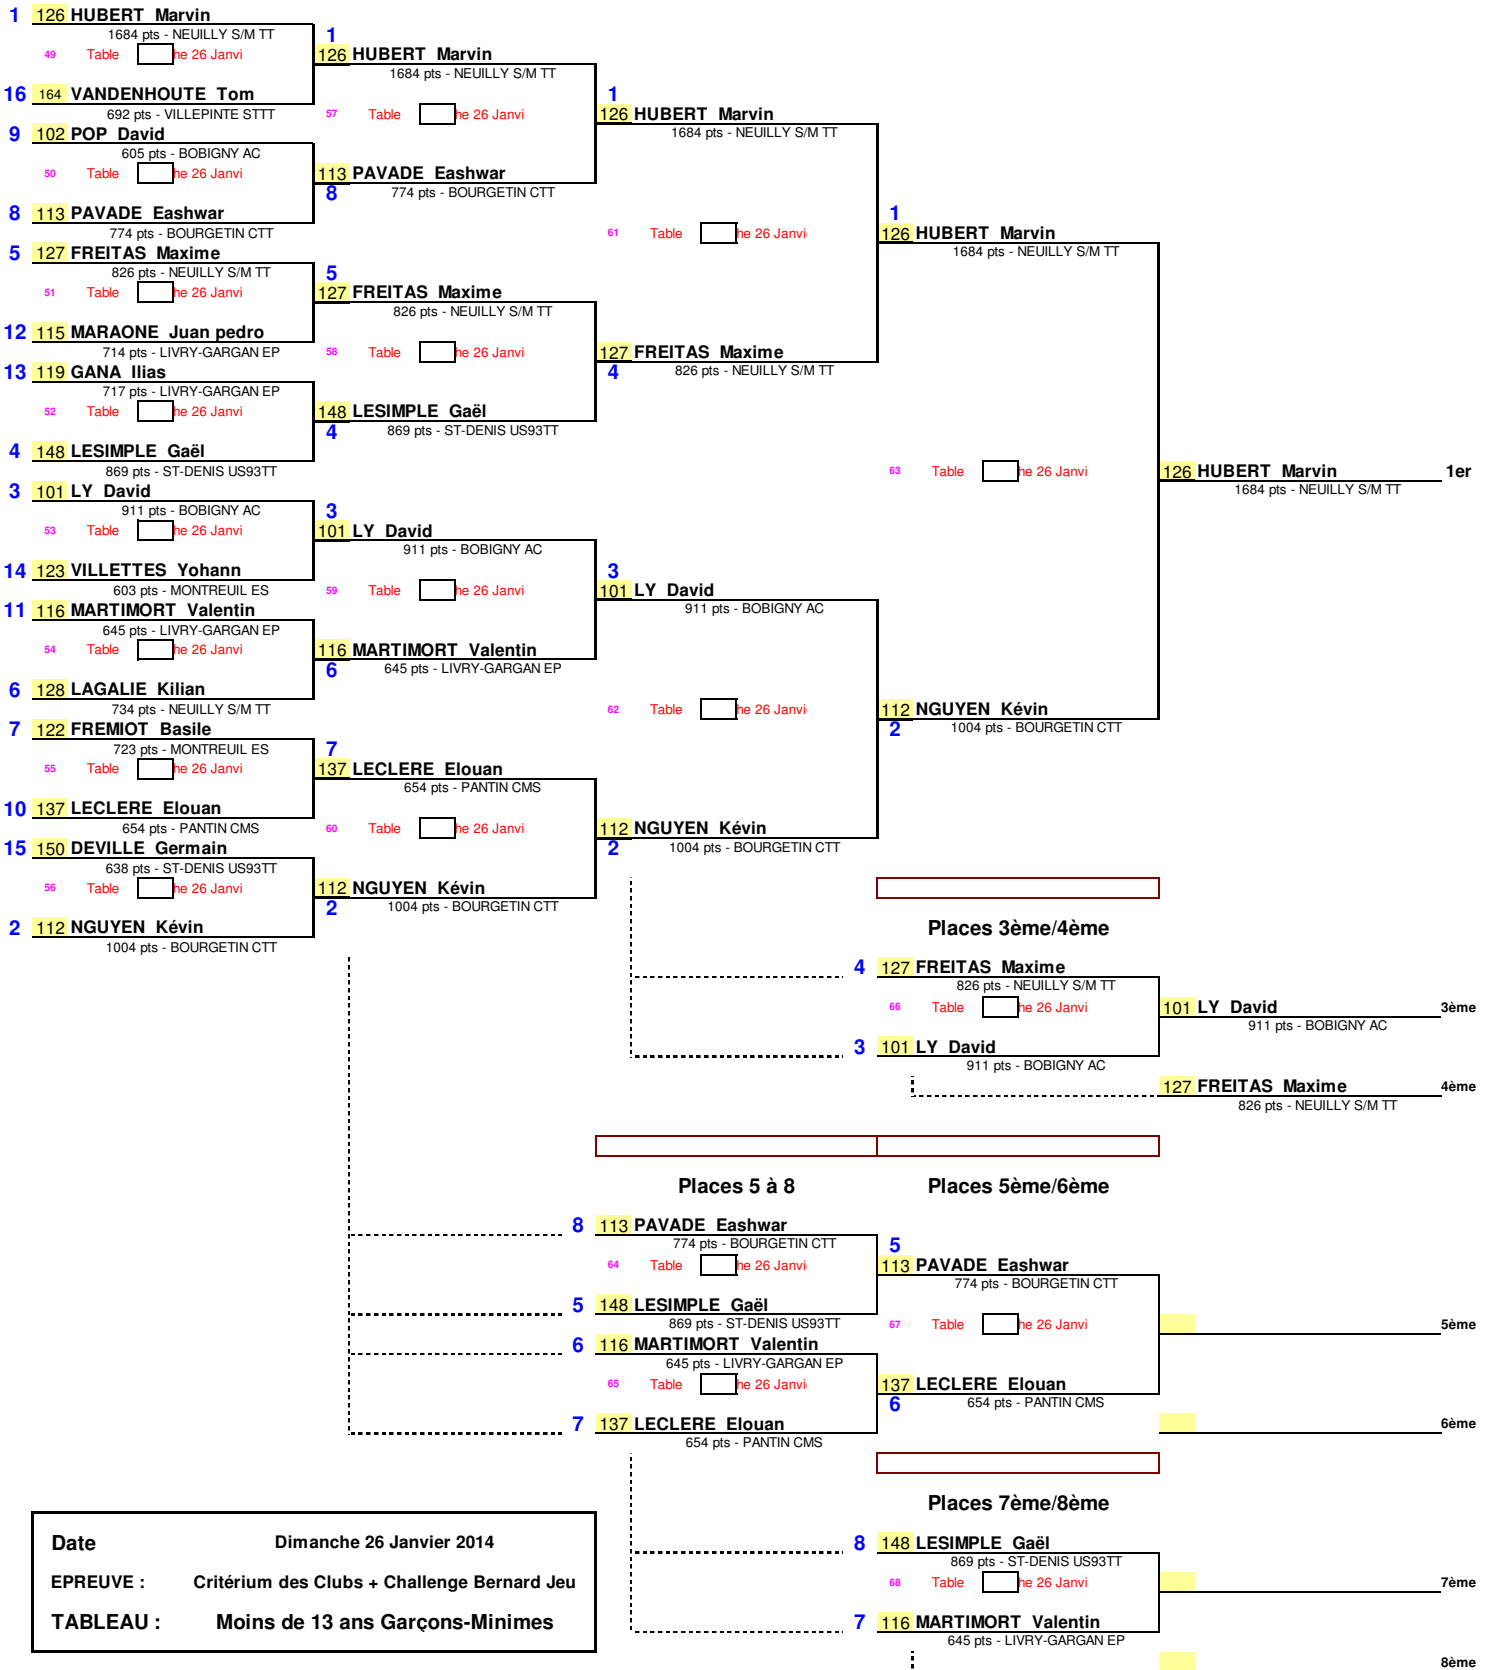 1 126 HUBERT Marvin
1684 pts - NEUILLY S/M TT
49 Table he 26 Janvi
16 164 VANDENHOUTE Tom
692 pts - VILLEPINTE STTT
9 102 POP David
605 pts - BOBIGNY AC
50 Table he 26 Janvi
8 113 PAVADE Eashwar
774 pts - BOURGETIN CTT
5 127 FREITAS Maxime
826 pts - NEUILLY S/M TT
51 Table he 26 Janvi
12 115 MARAONE Juan pedro
714 pts - LIVRY-GARGAN EP
13 119 GANA Ilias
717 pts - LIVRY-GARGAN EP
52 Table he 26 Janvi
4 148 LESIMPLE Gaël
869 pts - ST-DENIS US93TT
3 101 LY David
911 pts - BOBIGNY AC
53 Table he 26 Janvi
14 123 VILLETTES Yohann
603 pts - MONTREUIL ES
11 116 MARTIMORT Valentin
645 pts - LIVRY-GARGAN EP
54 Table he 26 Janvi
6 128 LAGALIE Kilian
734 pts - NEUILLY S/M TT
7 122 FREMIOT Basile
723 pts - MONTREUIL ES
55 Table he 26 Janvi
10 137 LECLERE Elouan
654 pts - PANTIN CMS
15 150 DEVILLE Germain
638 pts - ST-DENIS US93TT
56 Table he 26 Janvi
2 112 NGUYEN Kévin
1004 pts - BOURGETIN CTT
1
126 HUBERT Marvin
1684 pts - NEUILLY S/M TT
57 Table he 26 Janvi
113 PAVADE Eashwar
8 774 pts - BOURGETIN CTT
5
127 FREITAS Maxime
826 pts - NEUILLY S/M TT
58 Table he 26 Janvi
148 LESIMPLE Gaël
4 869 pts - ST-DENIS US93TT
3
101 LY David
911 pts - BOBIGNY AC
59 Table he 26 Janvi
116 MARTIMORT Valentin
6 645 pts - LIVRY-GARGAN EP
7
137 LECLERE Elouan
654 pts - PANTIN CMS
60 Table he 26 Janvi
112 NGUYEN Kévin
2 1004 pts - BOURGETIN CTT
1
126 HUBERT Marvin
1684 pts - NEUILLY S/M TT
61 Table he 26 Janvi
127 FREITAS Maxime
4 826 pts - NEUILLY S/M TT
3
101 LY David
911 pts - BOBIGNY AC
62 Table he 26 Janvi
112 NGUYEN Kévin
2 1004 pts - BOURGETIN CTT
1
126 HUBERT Marvin
1684 pts - NEUILLY S/M TT
63 Table he 26 Janvi
112 NGUYEN Kévin
2 1004 pts - BOURGETIN CTT
126 HUBERT Marvin 1er
1684 pts - NEUILLY S/M TT
Places 3ème/4ème
4 127 FREITAS Maxime
826 pts - NEUILLY S/M TT
66 Table he 26 Janvi
3 101 LY David
911 pts - BOBIGNY AC
101 LY David 3ème
911 pts - BOBIGNY AC
127 FREITAS Maxime 4ème
826 pts - NEUILLY S/M TT
Places 5 à 8
8 113 PAVADE Eashwar
774 pts - BOURGETIN CTT
64 Table he 26 Janvi
5 148 LESIMPLE Gaël
869 pts - ST-DENIS US93TT
6 116 MARTIMORT Valentin
645 pts - LIVRY-GARGAN EP
65 Table he 26 Janvi
7 137 LECLERE Elouan
654 pts - PANTIN CMS
Places 5ème/6ème
5
113 PAVADE Eashwar
774 pts - BOURGETIN CTT
67 Table he 26 Janvi
137 LECLERE Elouan
6 654 pts - PANTIN CMS
5ème
6ème
Places 7ème/8ème
8 148 LESIMPLE Gaël
869 pts - ST-DENIS US93TT
68 Table he 26 Janvi
7 116 MARTIMORT Valentin
645 pts - LIVRY-GARGAN EP
7ème
8ème
Date Dimanche 26 Janvier 2014
EPREUVE : Critérium des Clubs + Challenge Bernard Jeu
TABLEAU : Moins de 13 ans Garçons-Minimes